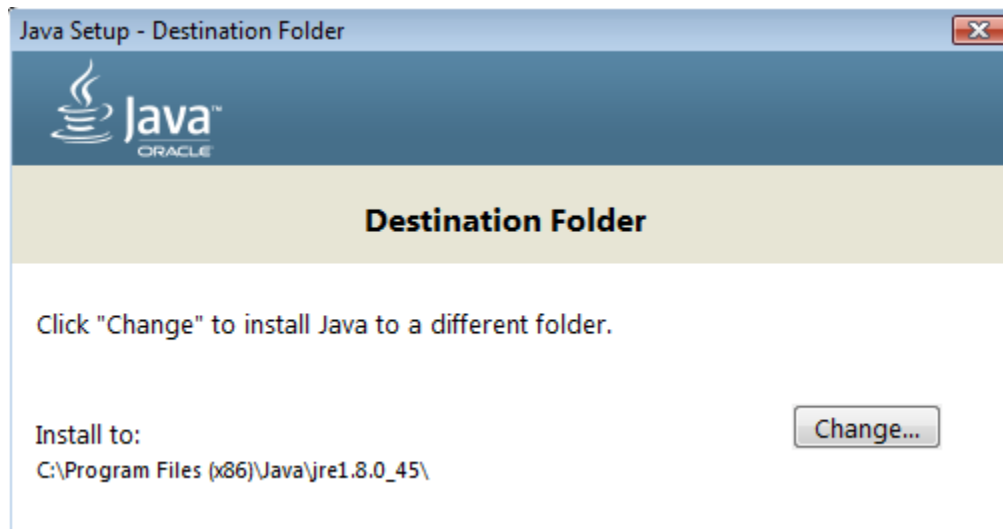 Java Setup - Destination Folder
Java™
ORACLE
Destination Folder
Click "Change" to install Java to a different folder.
Change...
Install to:
C:\Program Files (x86)\Java\jre1.8.0_45\